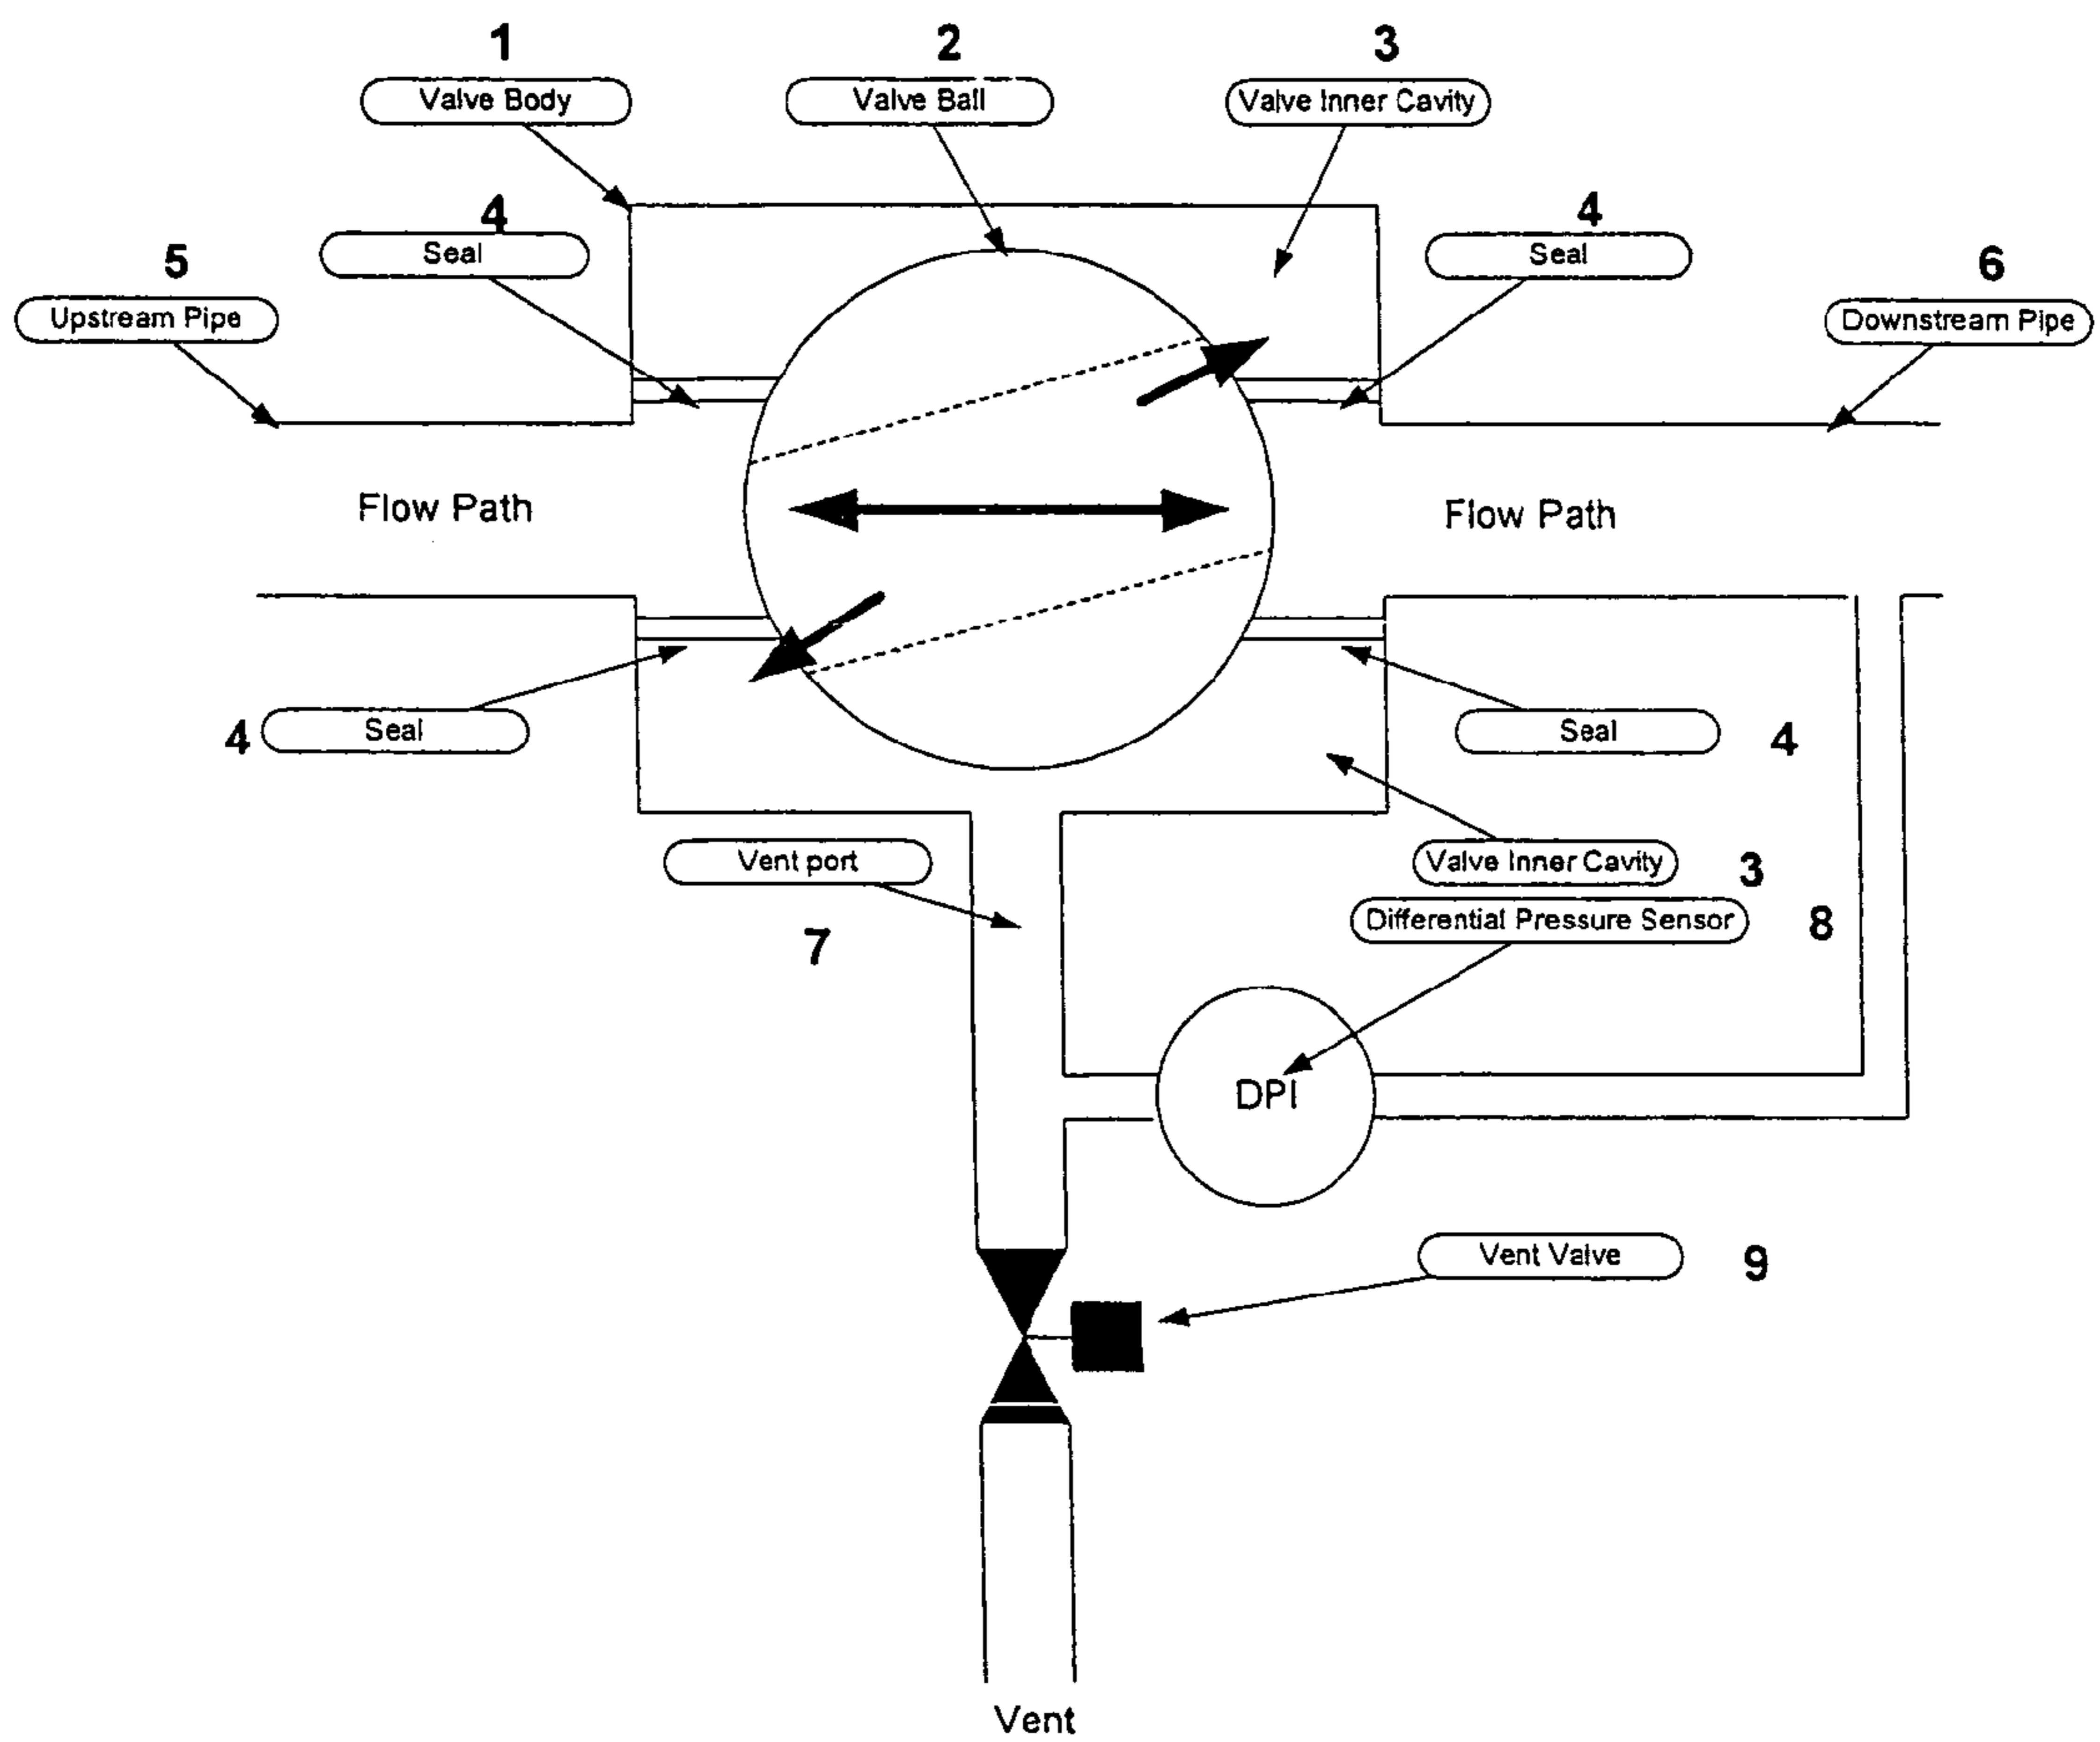 1
2
3
Valve Body
Valve Ball
Valve Inner Cavity
4
4
Seal
Seal
5
6
Upstream Pipe
Downstream Pipe
Flow Path
Flow Path
4
Seal
Seal
4
Vent port
Valve Inner Cavity
3
7
Differential Pressure Sensor
8
DPI
Vent Valve
9
Vent